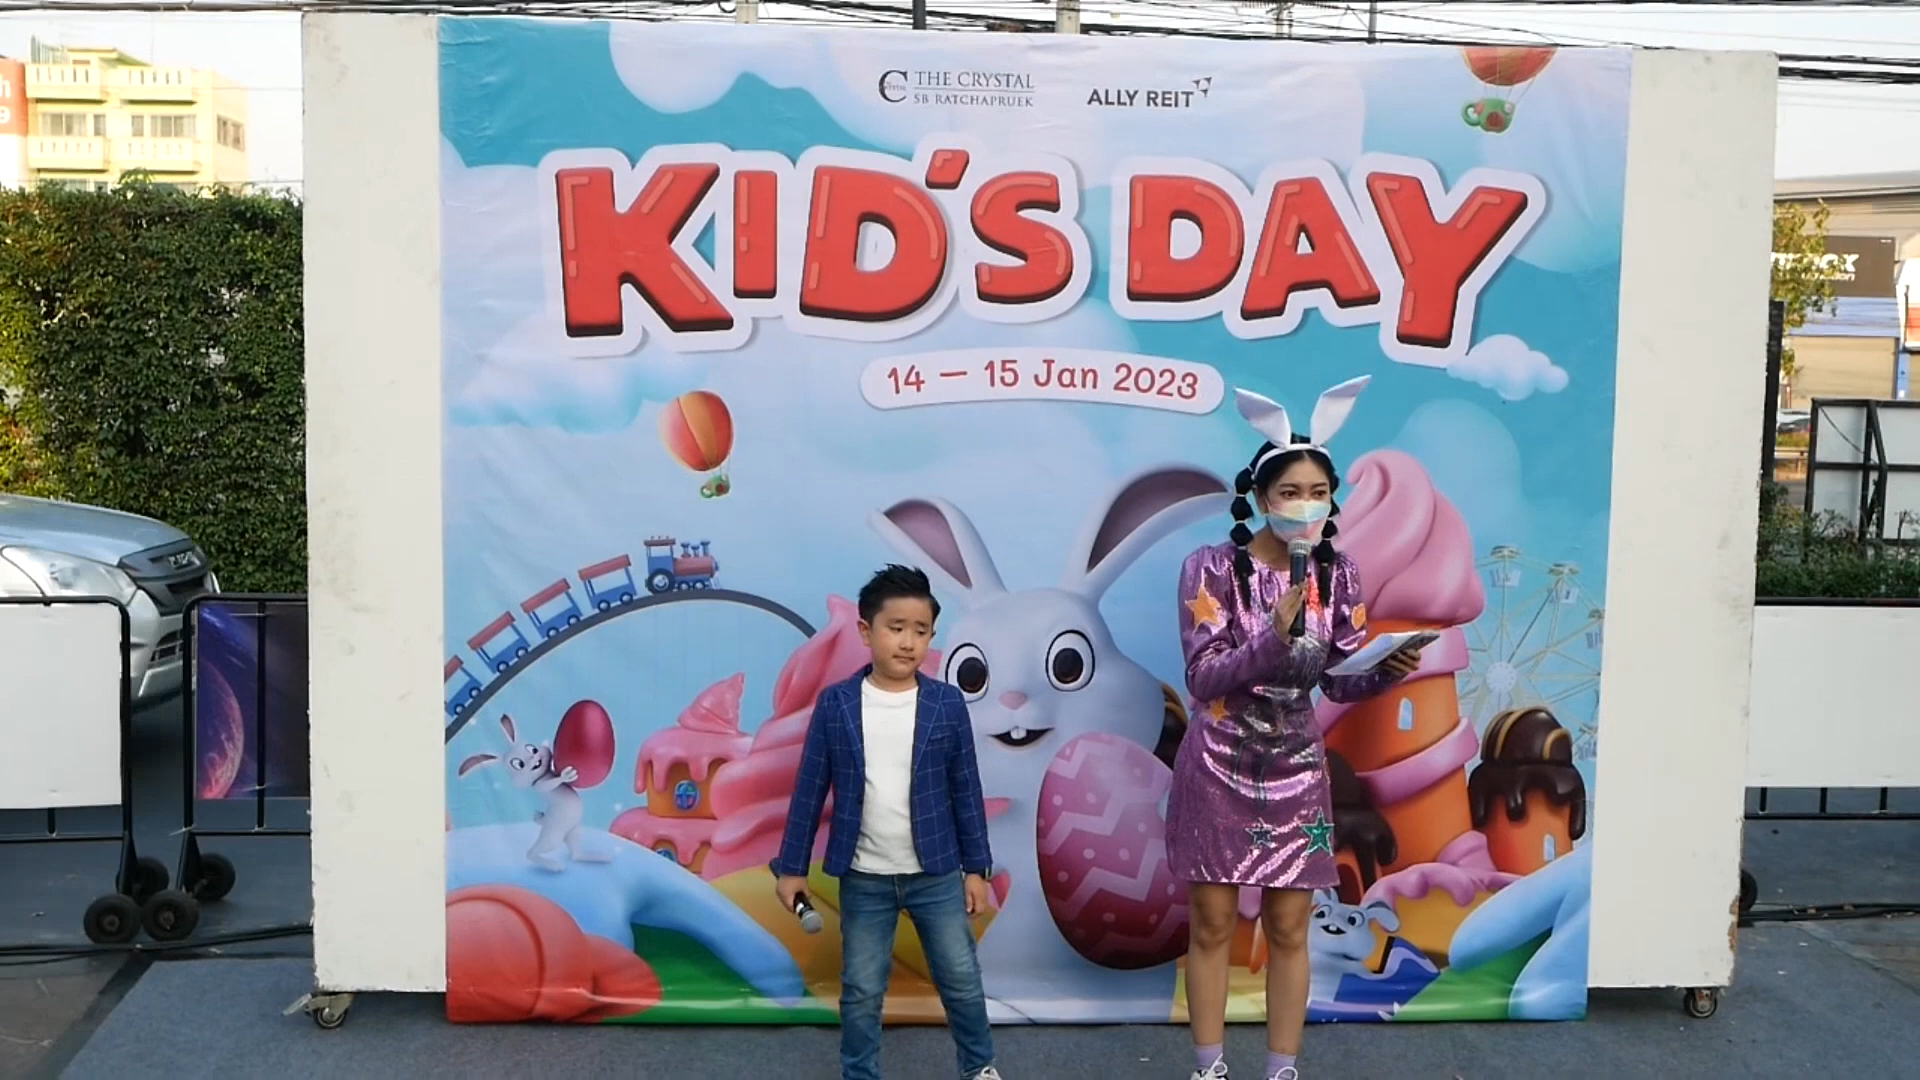 THE CRYSTAL
SB RATCHAPRUEK
ALLY REIT
KID'S DAY
14 – 15 Jan 2023